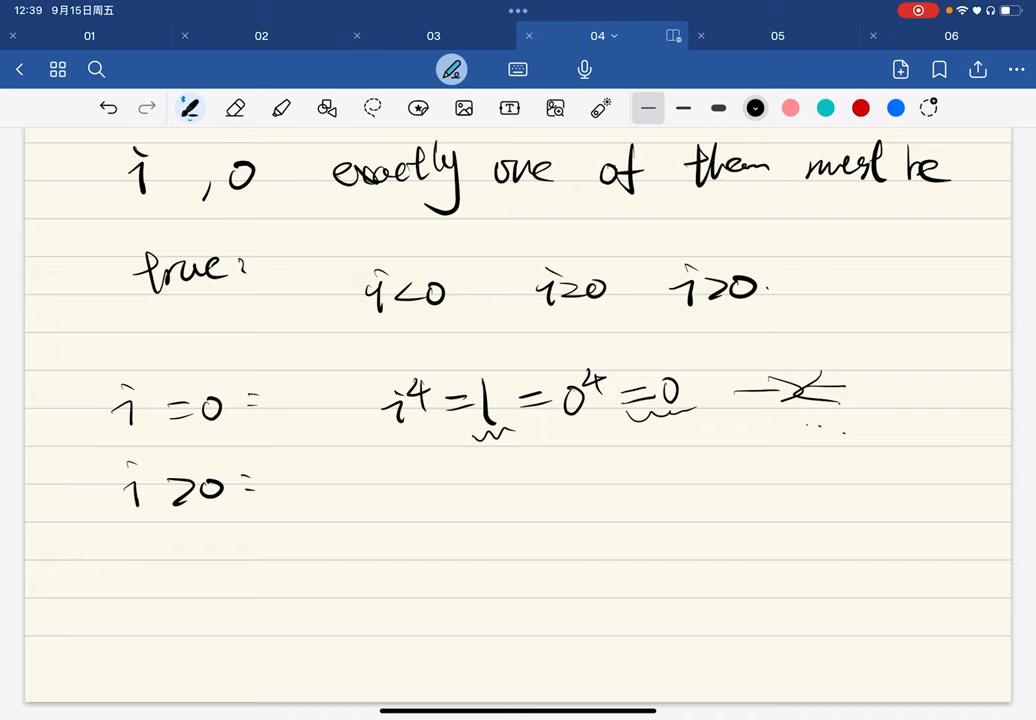 12:39 9月15日周五
01 02 03 04 05 06
i , 0 exactly one of them must be
true:
i<0 i=0 i>0.
i =0: i⁴ =1 = 0⁴ =0
i >0: